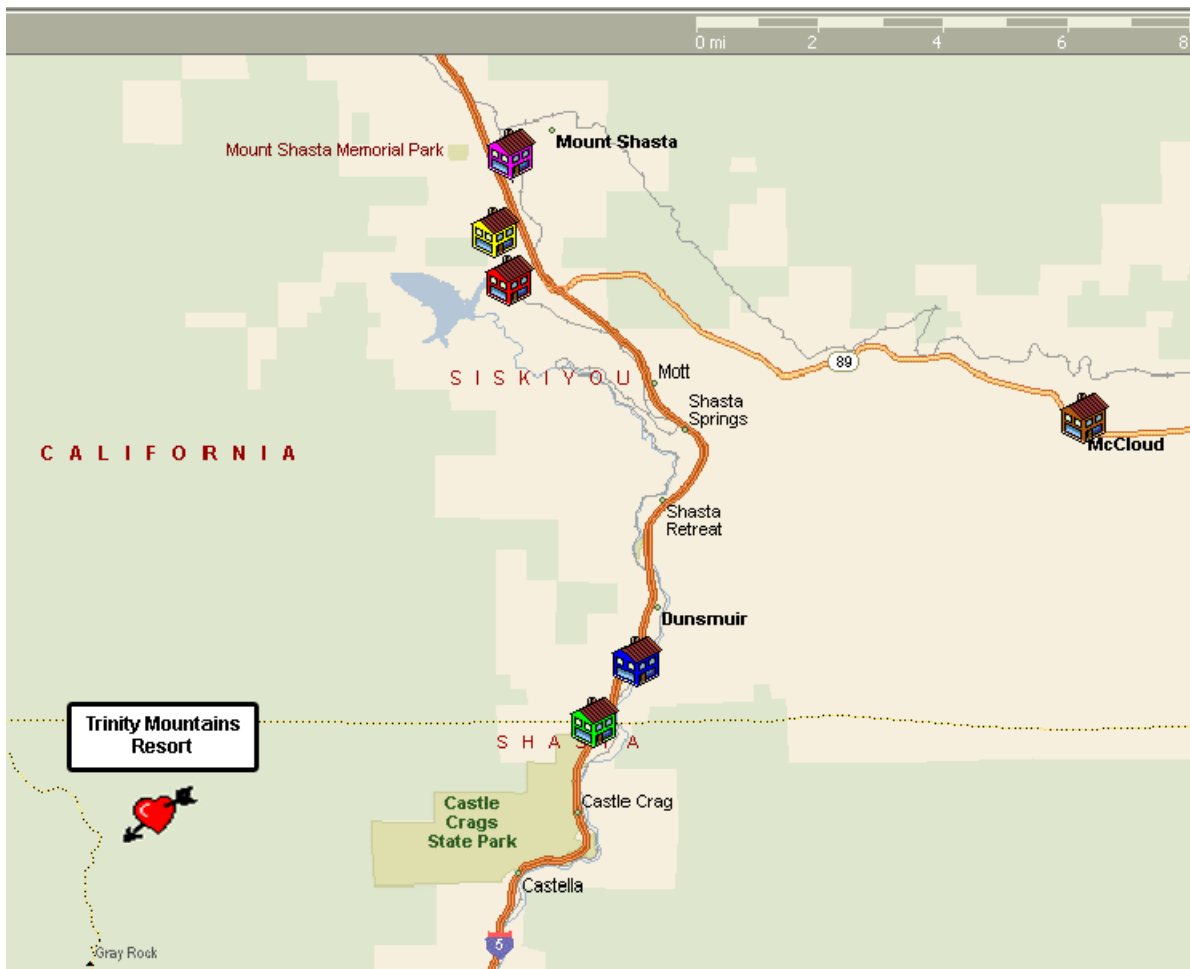 0 mi 2 4 6 8
Mount Shasta
Mount Shasta Memorial Park
SISKIYOU
Mott
89
Shasta
Springs
McCloud
CALIFORNIA
Shasta
Retreat
Dunsmuir
Trinity Mountains
Resort
SHASTA
Castle Crag
Castle
Crags
State Park
Castella
5
Gray Rock